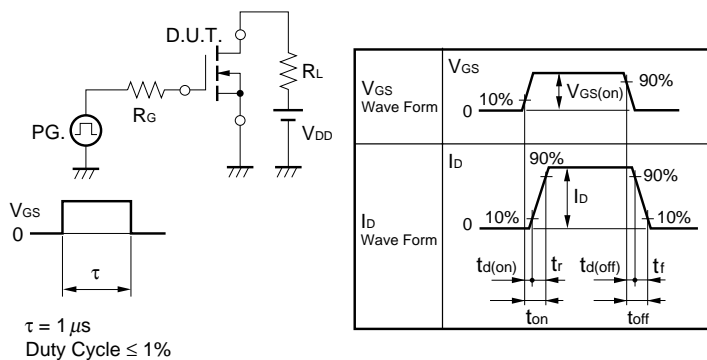 D.U.T.
RL
RG
PG.
VDD
VGS
0
τ
τ = 1 µs
Duty Cycle ≤ 1%
VGS
Wave Form
VGS
10%
0
VGS(on)
90%
ID
Wave Form
ID
90%
90%
ID
10%
0
10%
td(on)
tr
td(off)
tf
ton
toff